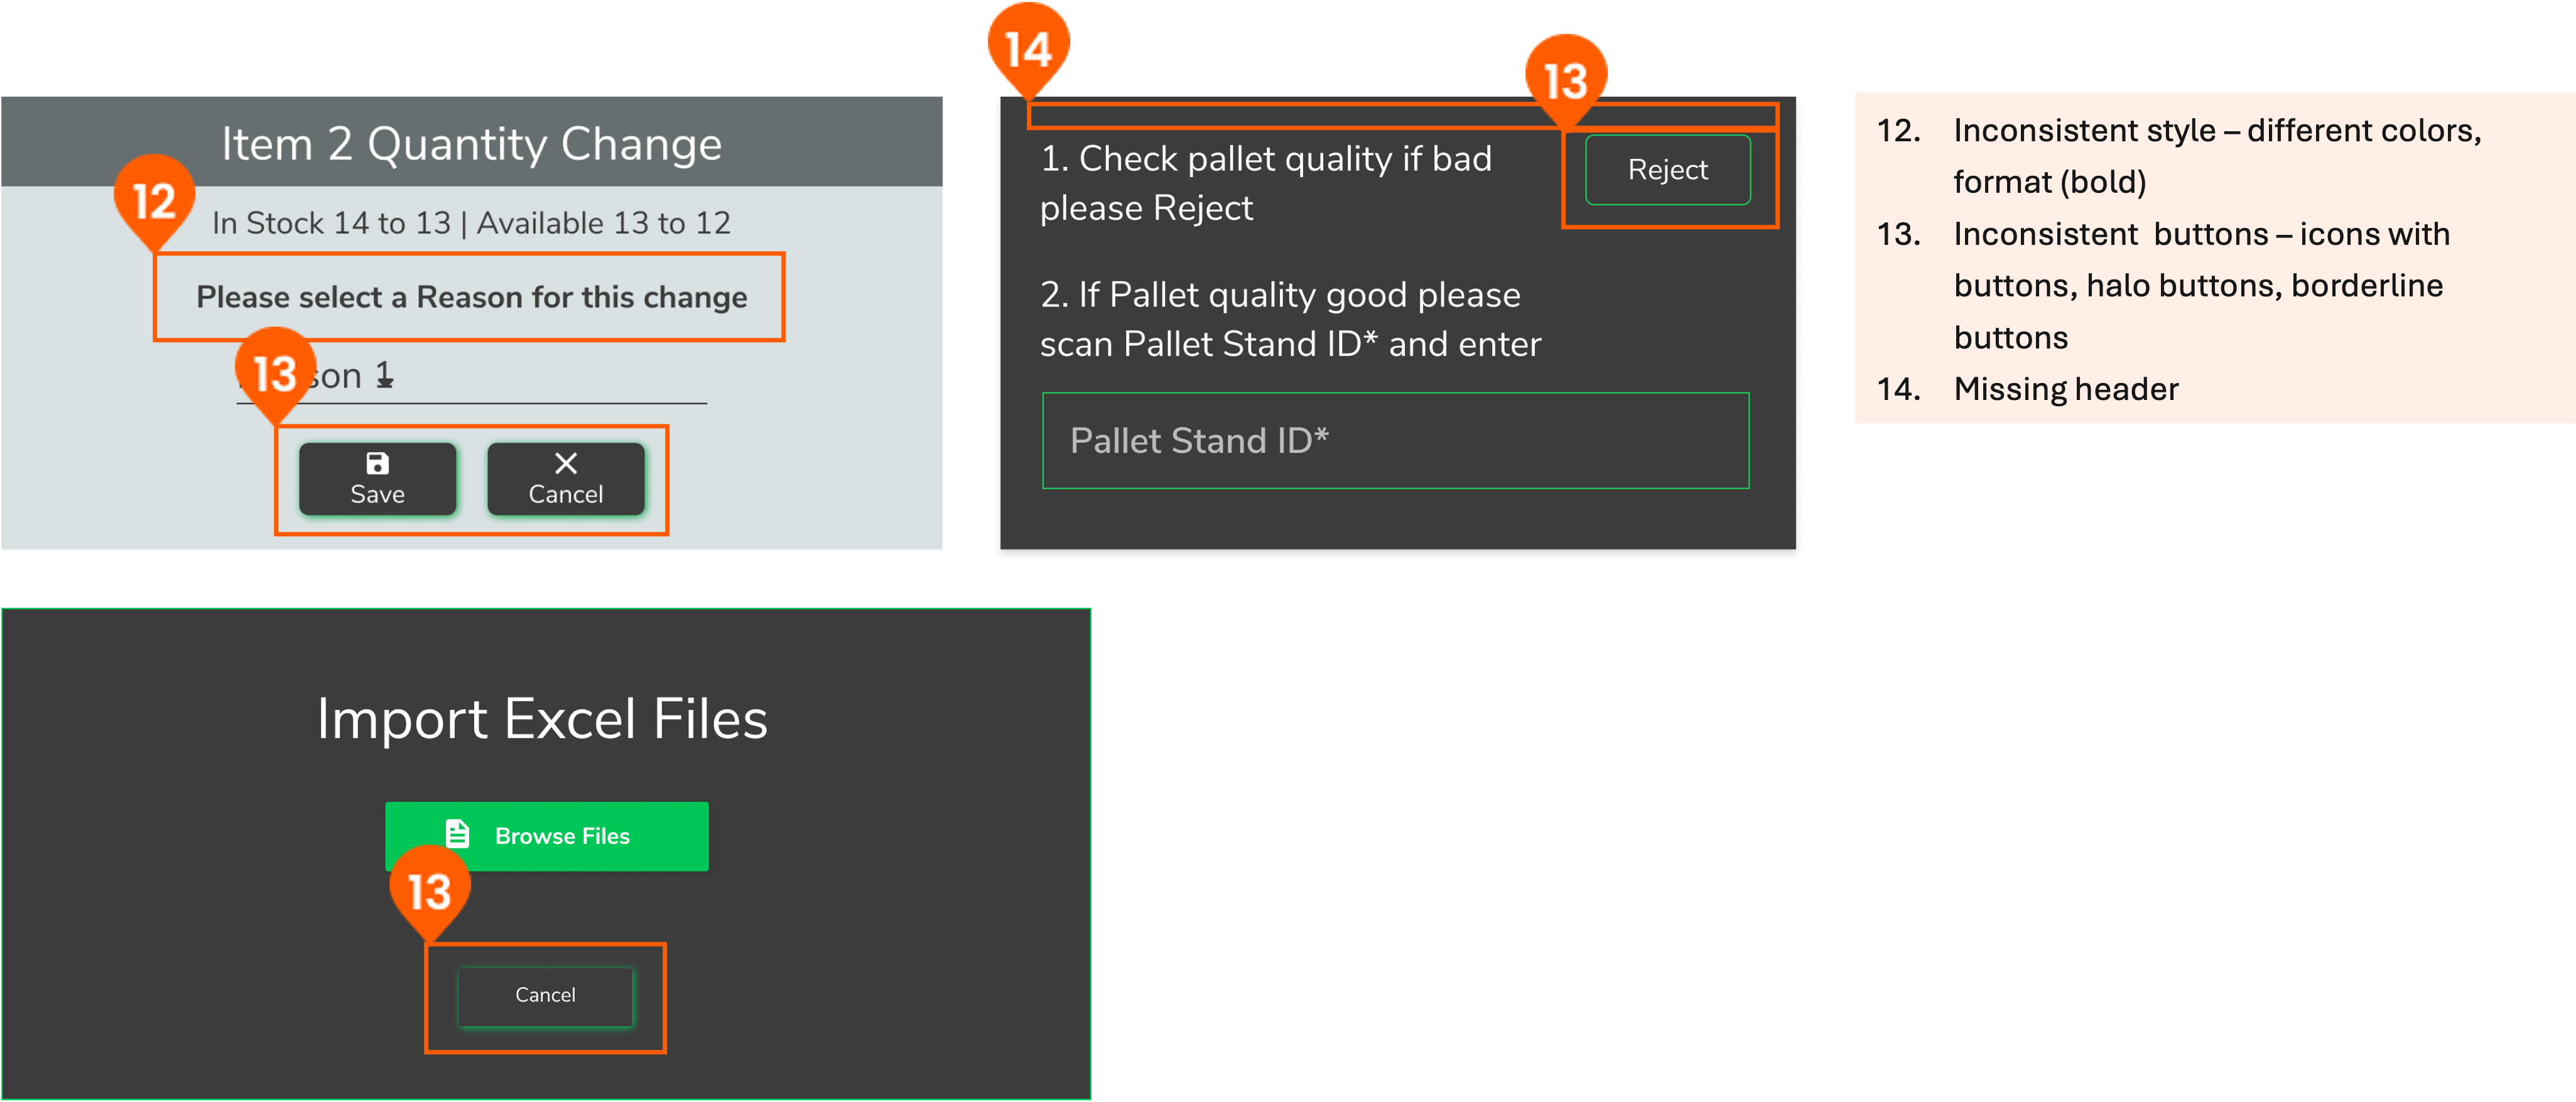 14
13
Item 2 Quantity Change
12
In Stock 14 to 13 | Available 13 to 12
Please select a Reason for this change
13
1
Save
Cancel
1. Check pallet quality if bad
please Reject
Reject
2. If Pallet quality good please
scan Pallet Stand ID* and enter
Pallet Stand ID*
12. Inconsistent style – different colors,
format (bold)
13. Inconsistent buttons – icons with
buttons, halo buttons, borderline
buttons
14. Missing header
Import Excel Files
Browse Files
13
Cancel